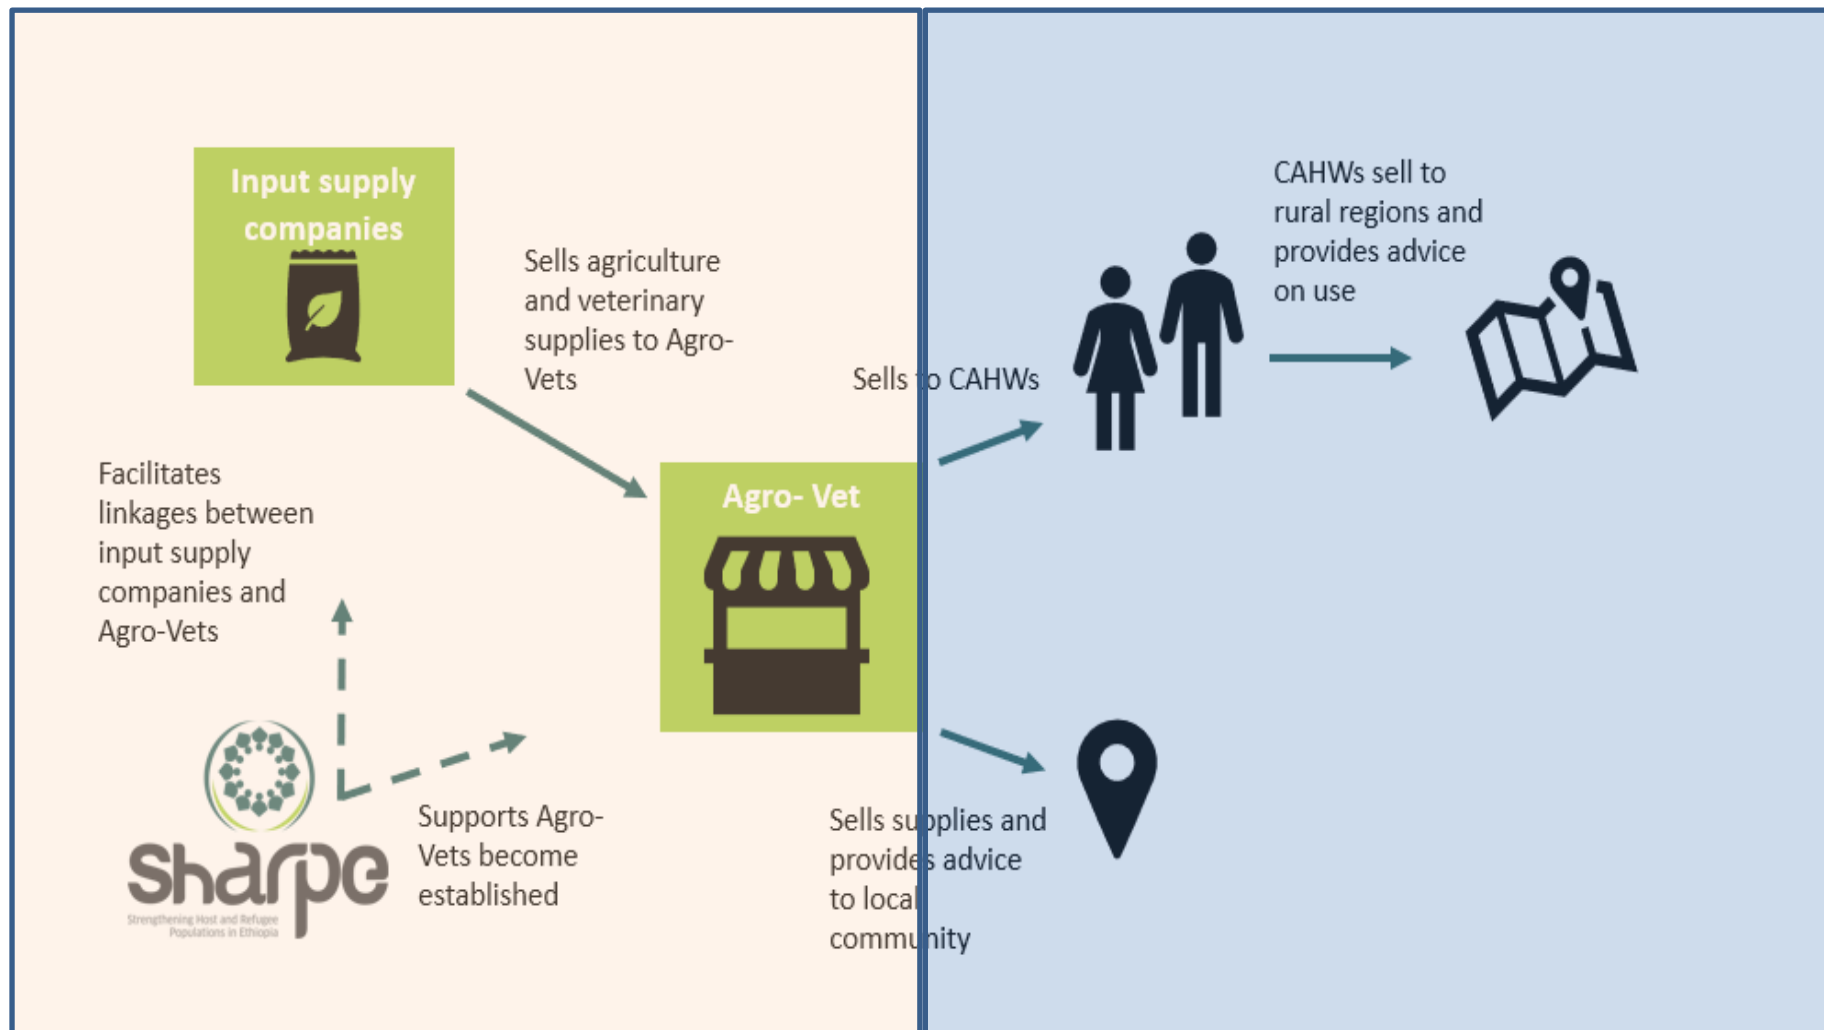 Input supply
companies
Sells agriculture
and veterinary
supplies to Agro-
Vets
CAHWs sell to
rural regions and
provides advice
on use
Sells to CAHWs
Facilitates
linkages between
input supply
companies and
Agro-Vets
Agro- Vet
Supports Agro-
Vets become
established
Sells supplies and
provides advice
to local
community
sharpe
Strengthening Host and Refugee
Populations in Ethiopia